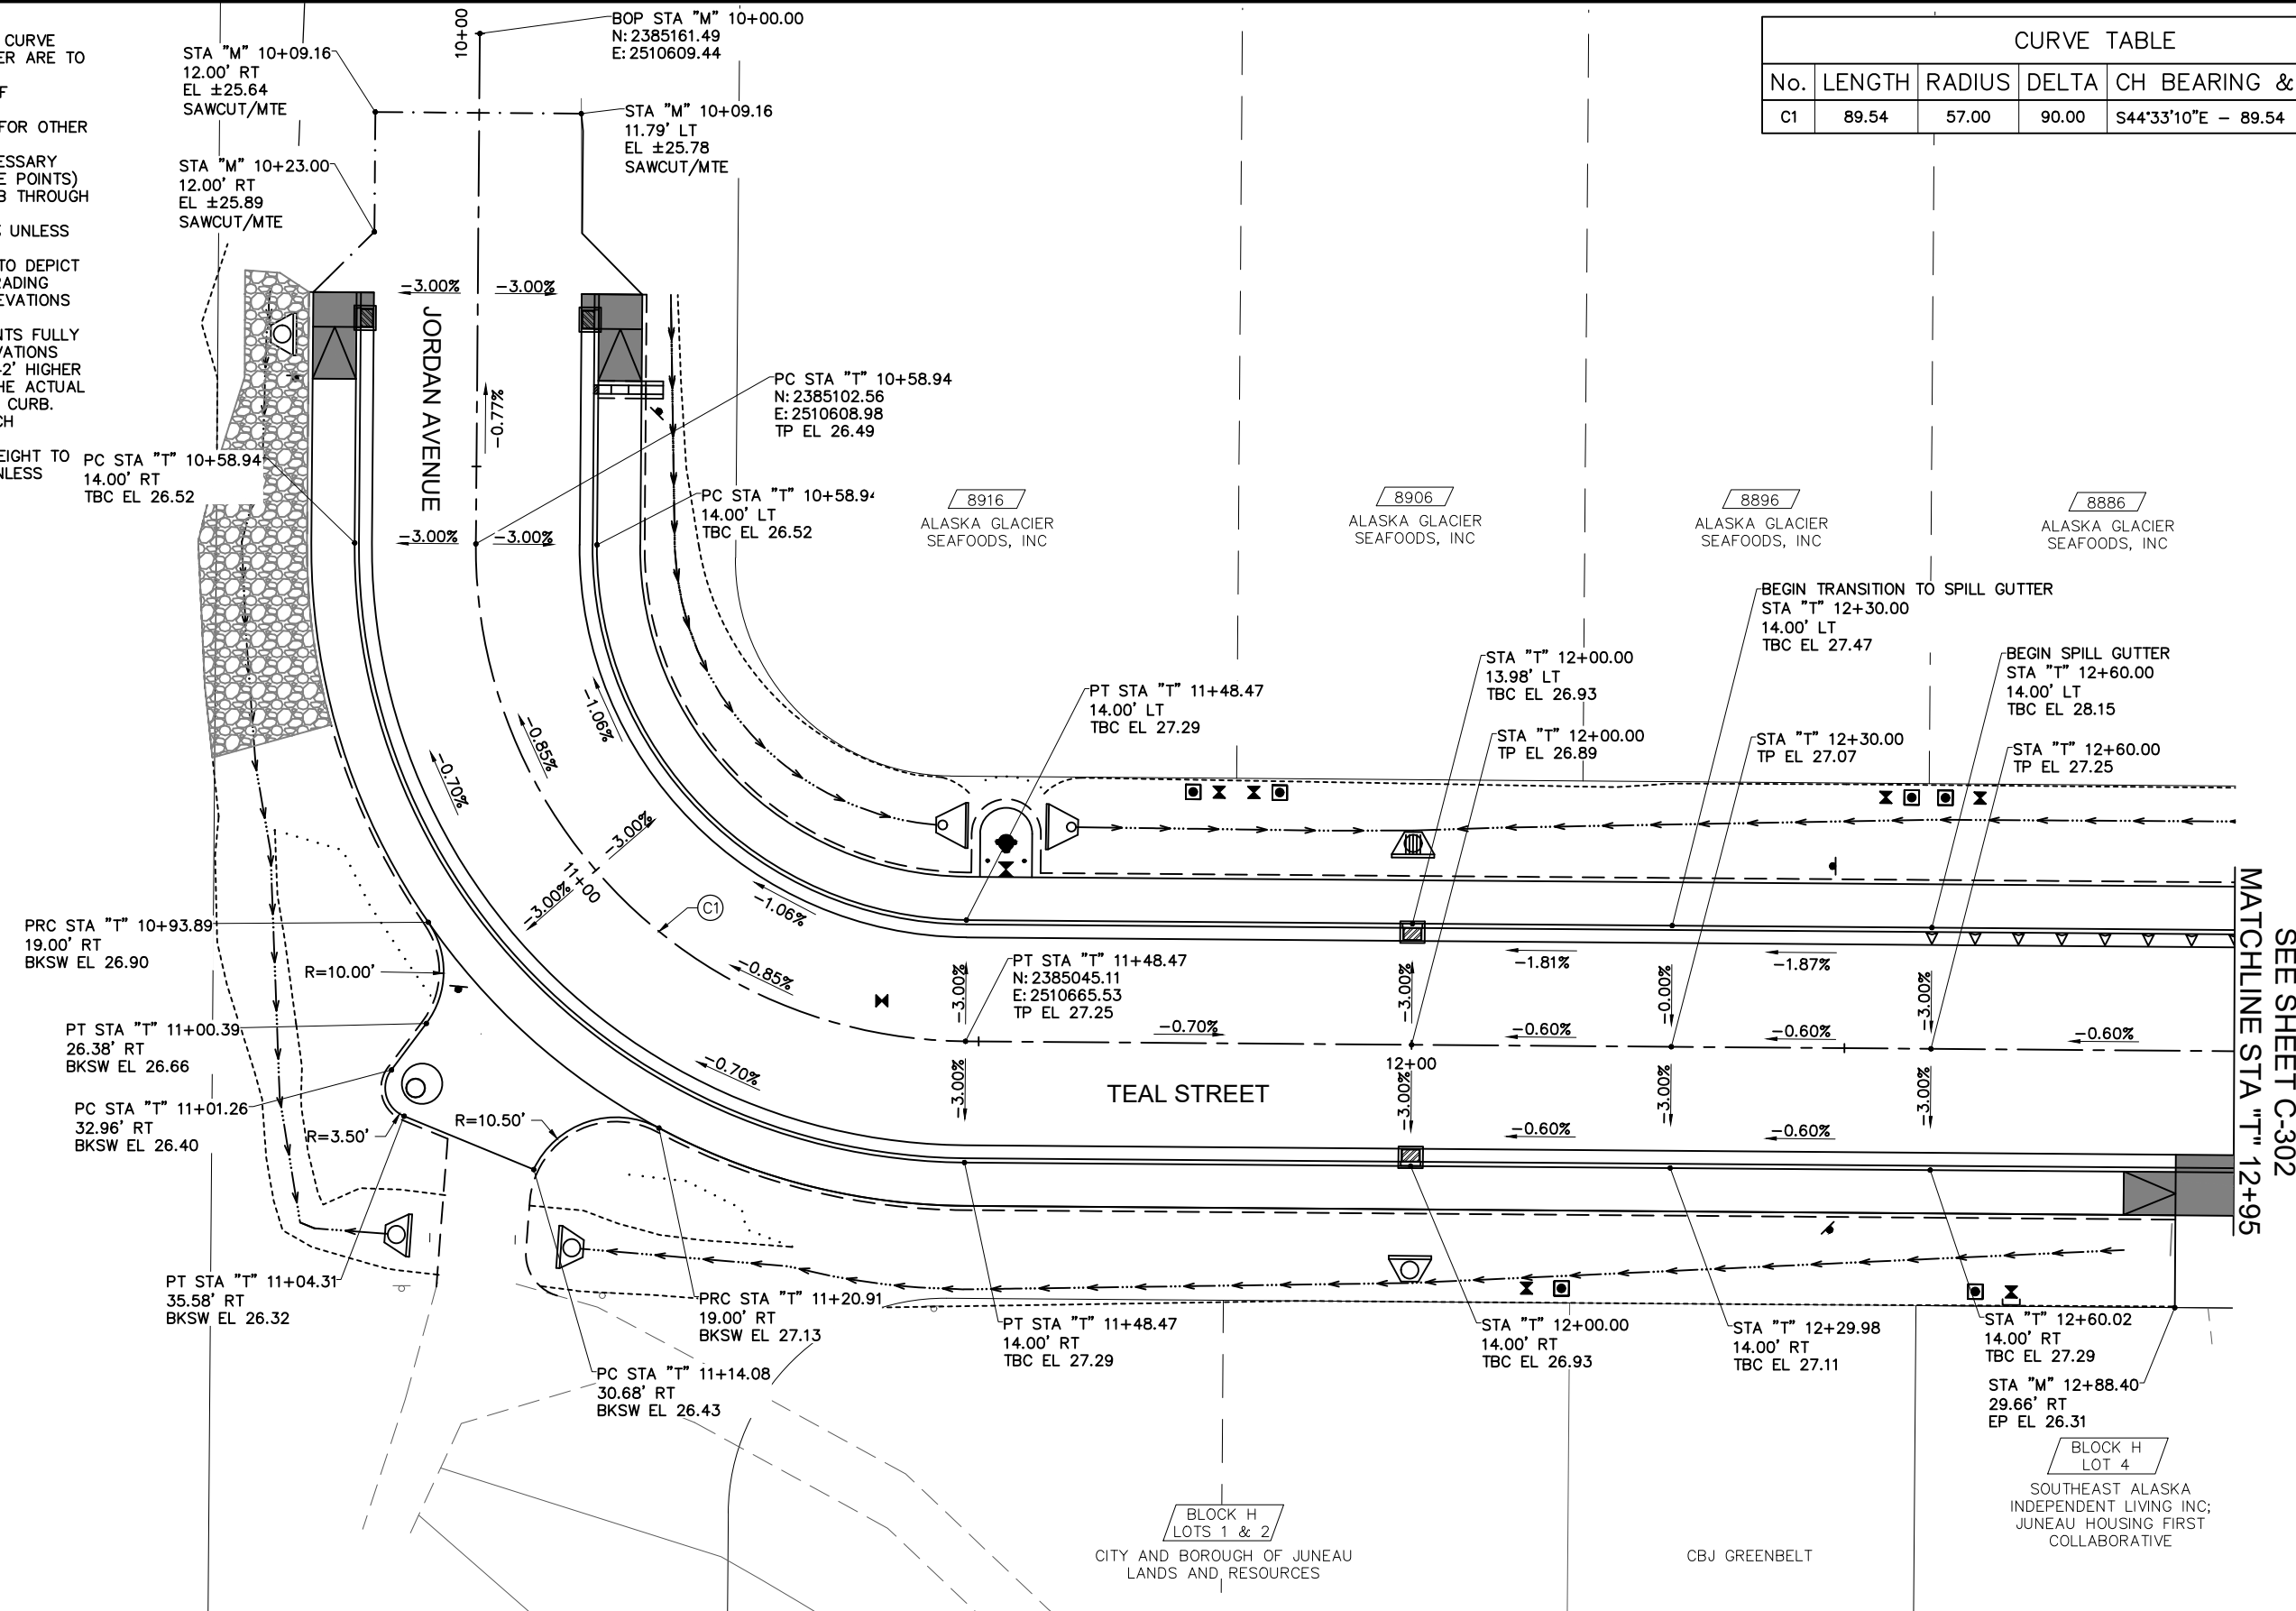 CURVE
ER ARE TO
F
FOR OTHER
ESSARY
E POINTS)
B THROUGH
UNLESS
TO DEPICT
RADING
EVATIONS
NTS FULLY
VATIONS
-2' HIGHER
HE ACTUAL
CURB.
CH
EIGHT TO
NLESS
STA "M" 10+09.16
12.00' RT
EL ±25.64
SAWCUT/MTE
STA "M" 10+23.00
12.00' RT
EL ±25.89
SAWCUT/MTE
10+00
BOP STA "M" 10+00.00
N: 2385161.49
E: 2510609.44
STA "M" 10+09.16
11.79' LT
EL ±25.78
SAWCUT/MTE
CURVE TABLE
No. LENGTH RADIUS DELTA CH BEARING &
C1 89.54 57.00 90.00 S44°33'10"E – 89.54
-3.00% -3.00%
JORDAN AVENUE
-0.77%
PC STA "T" 10+58.94
N: 2385102.56
E: 2510608.98
TP EL 26.49
PC STA "T" 10+58.94
14.00' RT
TBC EL 26.52
PC STA "T" 10+58.94
14.00' LT
TBC EL 26.52
-3.00% -3.00%
8916
ALASKA GLACIER
SEAFOODS, INC
8906
ALASKA GLACIER
SEAFOODS, INC
8896
ALASKA GLACIER
SEAFOODS, INC
8886
ALASKA GLACIER
SEAFOODS, INC
BEGIN TRANSITION TO SPILL GUTTER
STA "T" 12+30.00
14.00' LT
TBC EL 27.47
BEGIN SPILL GUTTER
STA "T" 12+60.00
14.00' LT
TBC EL 28.15
STA "T" 12+00.00
13.98' LT
TBC EL 26.93
PT STA "T" 11+48.47
14.00' LT
TBC EL 27.29
STA "T" 12+00.00
TP EL 26.89
STA "T" 12+30.00
TP EL 27.07
STA "T" 12+60.00
TP EL 27.25
-1.06%
-0.85%
-0.70%
-3.00%
11+00
-3.00%
C1
-1.06%
-0.85%
-0.70%
PRC STA "T" 10+93.89
19.00' RT
BKSW EL 26.90
R=10.00'
PT STA "T" 11+00.39
26.38' RT
BKSW EL 26.66
PC STA "T" 11+01.26
32.96' RT
BKSW EL 26.40
R=3.50'
R=10.50'
PT STA "T" 11+48.47
N: 2385045.11
E: 2510665.53
TP EL 27.25
-3.00%
-3.00%
-3.00%
-3.00%
-0.00%
-3.00%
-3.00%
-3.00%
-1.81%
-1.87%
-0.70%
-0.60%
-0.60%
-0.60%
12+00
TEAL STREET
-0.60%
-0.60%
MATCHLINE STA "T" 12+95
SEE SHEET C-302
PT STA "T" 11+04.31
35.58' RT
BKSW EL 26.32
PRC STA "T" 11+20.91
19.00' RT
BKSW EL 27.13
PC STA "T" 11+14.08
30.68' RT
BKSW EL 26.43
PT STA "T" 11+48.47
14.00' RT
TBC EL 27.29
STA "T" 12+00.00
14.00' RT
TBC EL 26.93
STA "T" 12+29.98
14.00' RT
TBC EL 27.11
STA "T" 12+60.02
14.00' RT
TBC EL 27.29
STA "M" 12+88.40
29.66' RT
EP EL 26.31
BLOCK H
LOT 4
SOUTHEAST ALASKA
INDEPENDENT LIVING INC;
JUNEAU HOUSING FIRST
COLLABORATIVE
BLOCK H
LOTS 1 & 2
CITY AND BOROUGH OF JUNEAU
LANDS AND RESOURCES
CBJ GREENBELT